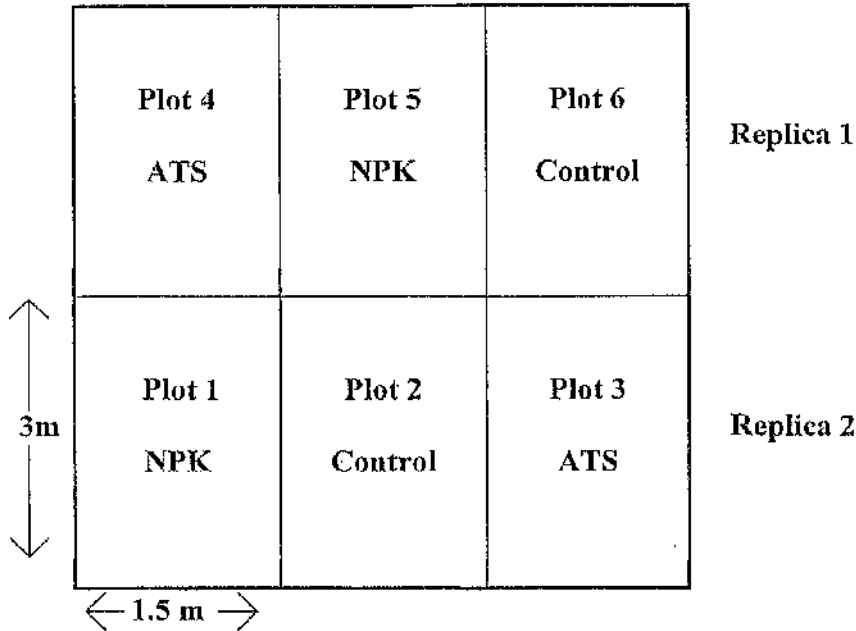 Plot 4 Plot 5 Plot 6
Replica 1
ATS NPK Control
Plot 1 Plot 2 Plot 3
3m Replica 2
NPK Control ATS
1.5 m